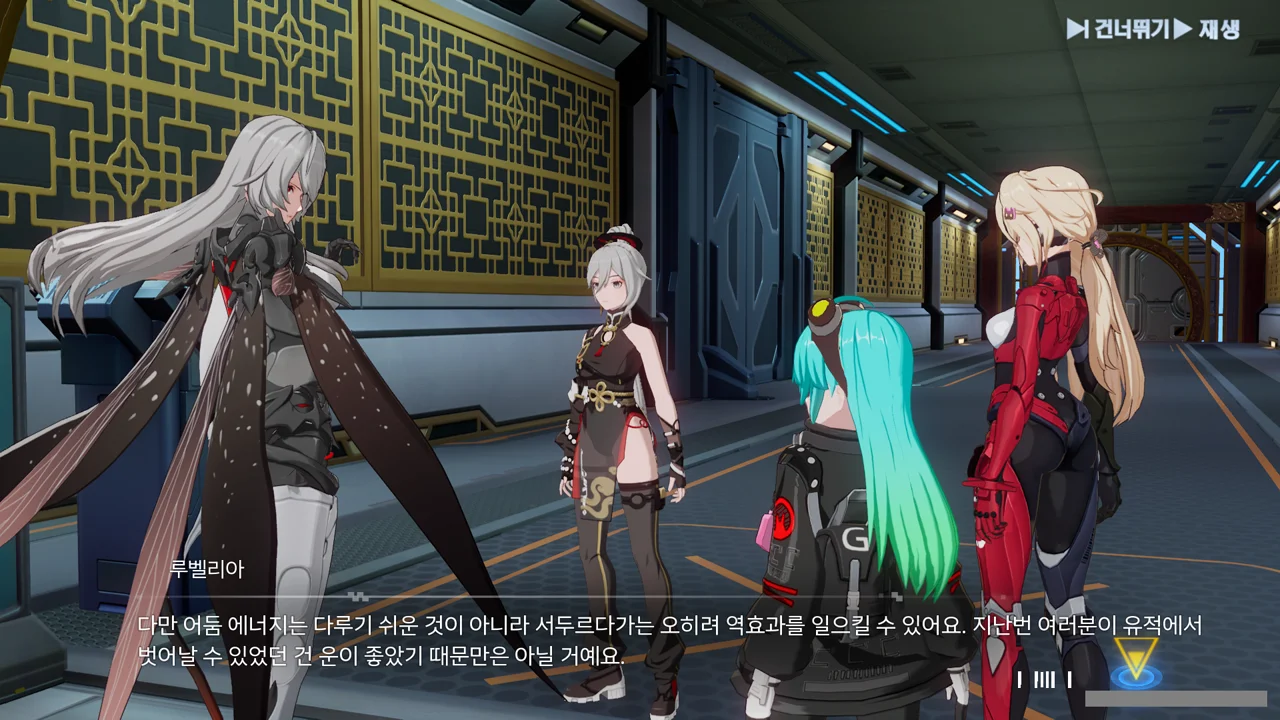 건너뛰기 재생
루벨리아
다만 어둠 에너지는 다루기 쉬운 것이 아니라 서두르다가는 오히려 역효과를 일으킬 수 있어요. 지난번 여러분이 유적에서
벗어날 수 있었던 건 운이 좋았기 때문만은 아닐 거예요.
G